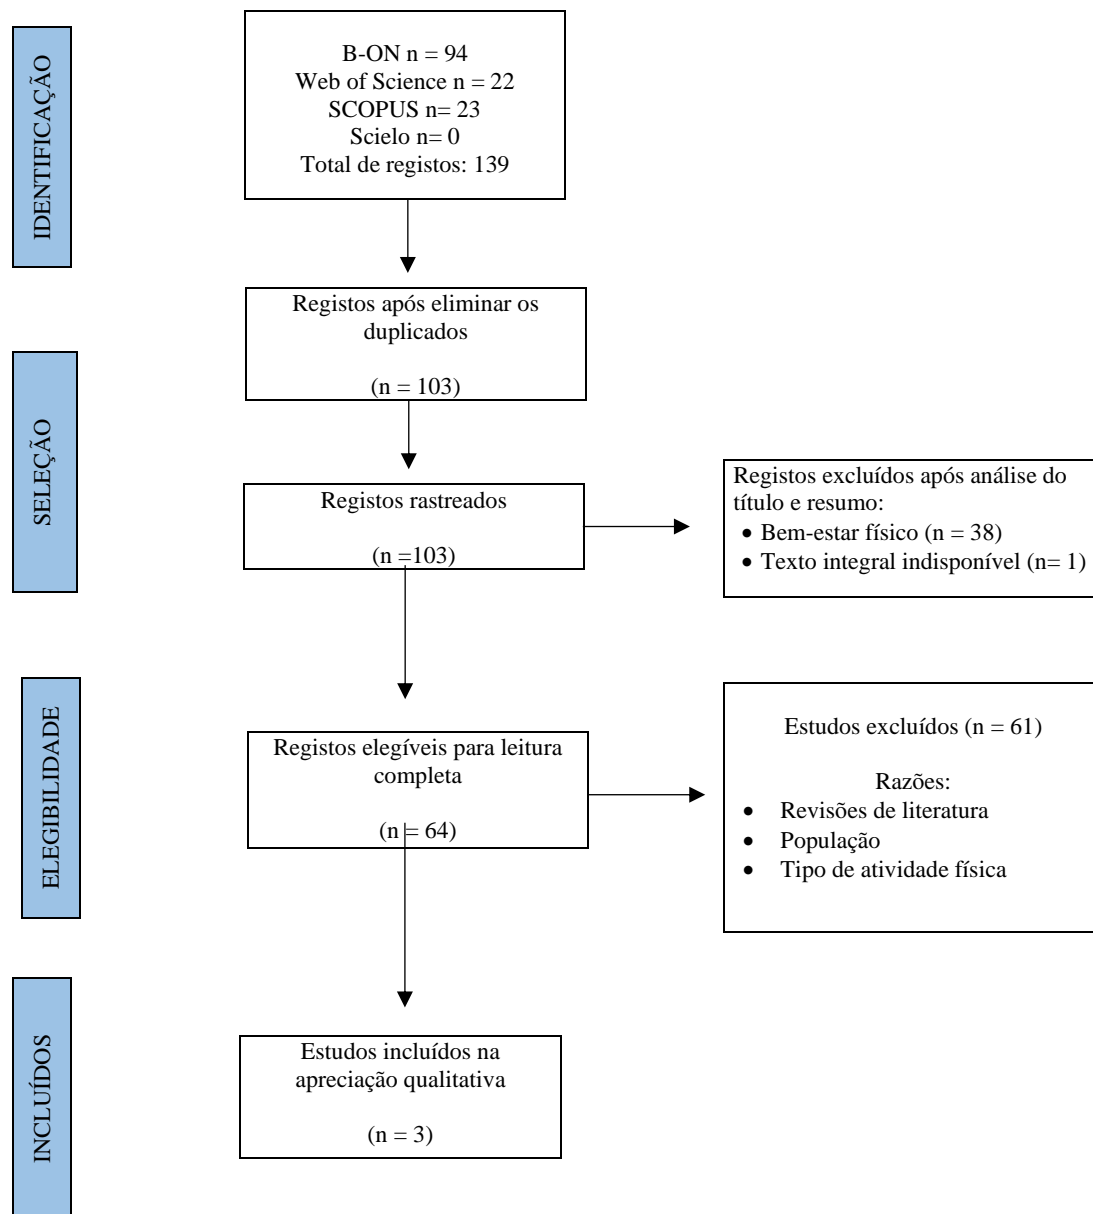 IDENTIFICAÇÃO
B-ON n = 94
Web of Science n = 22
SCOPUS n= 23
Scielo n= 0
Total de registos: 139
Registos após eliminar os
duplicados
(n = 103)
SELEÇÃO
Registos rastreados
(n =103)
Registos excluídos após análise do
título e resumo:
• Bem-estar físico (n = 38)
• Texto integral indisponível (n= 1)
ELEGIBILIDADE
Registos elegíveis para leitura
completa
(n = 64)
Estudos excluídos (n = 61)
Razões:
• Revisões de literatura
• População
• Tipo de atividade física
INCLUÍDOS
Estudos incluídos na
apreciação qualitativa
(n = 3)